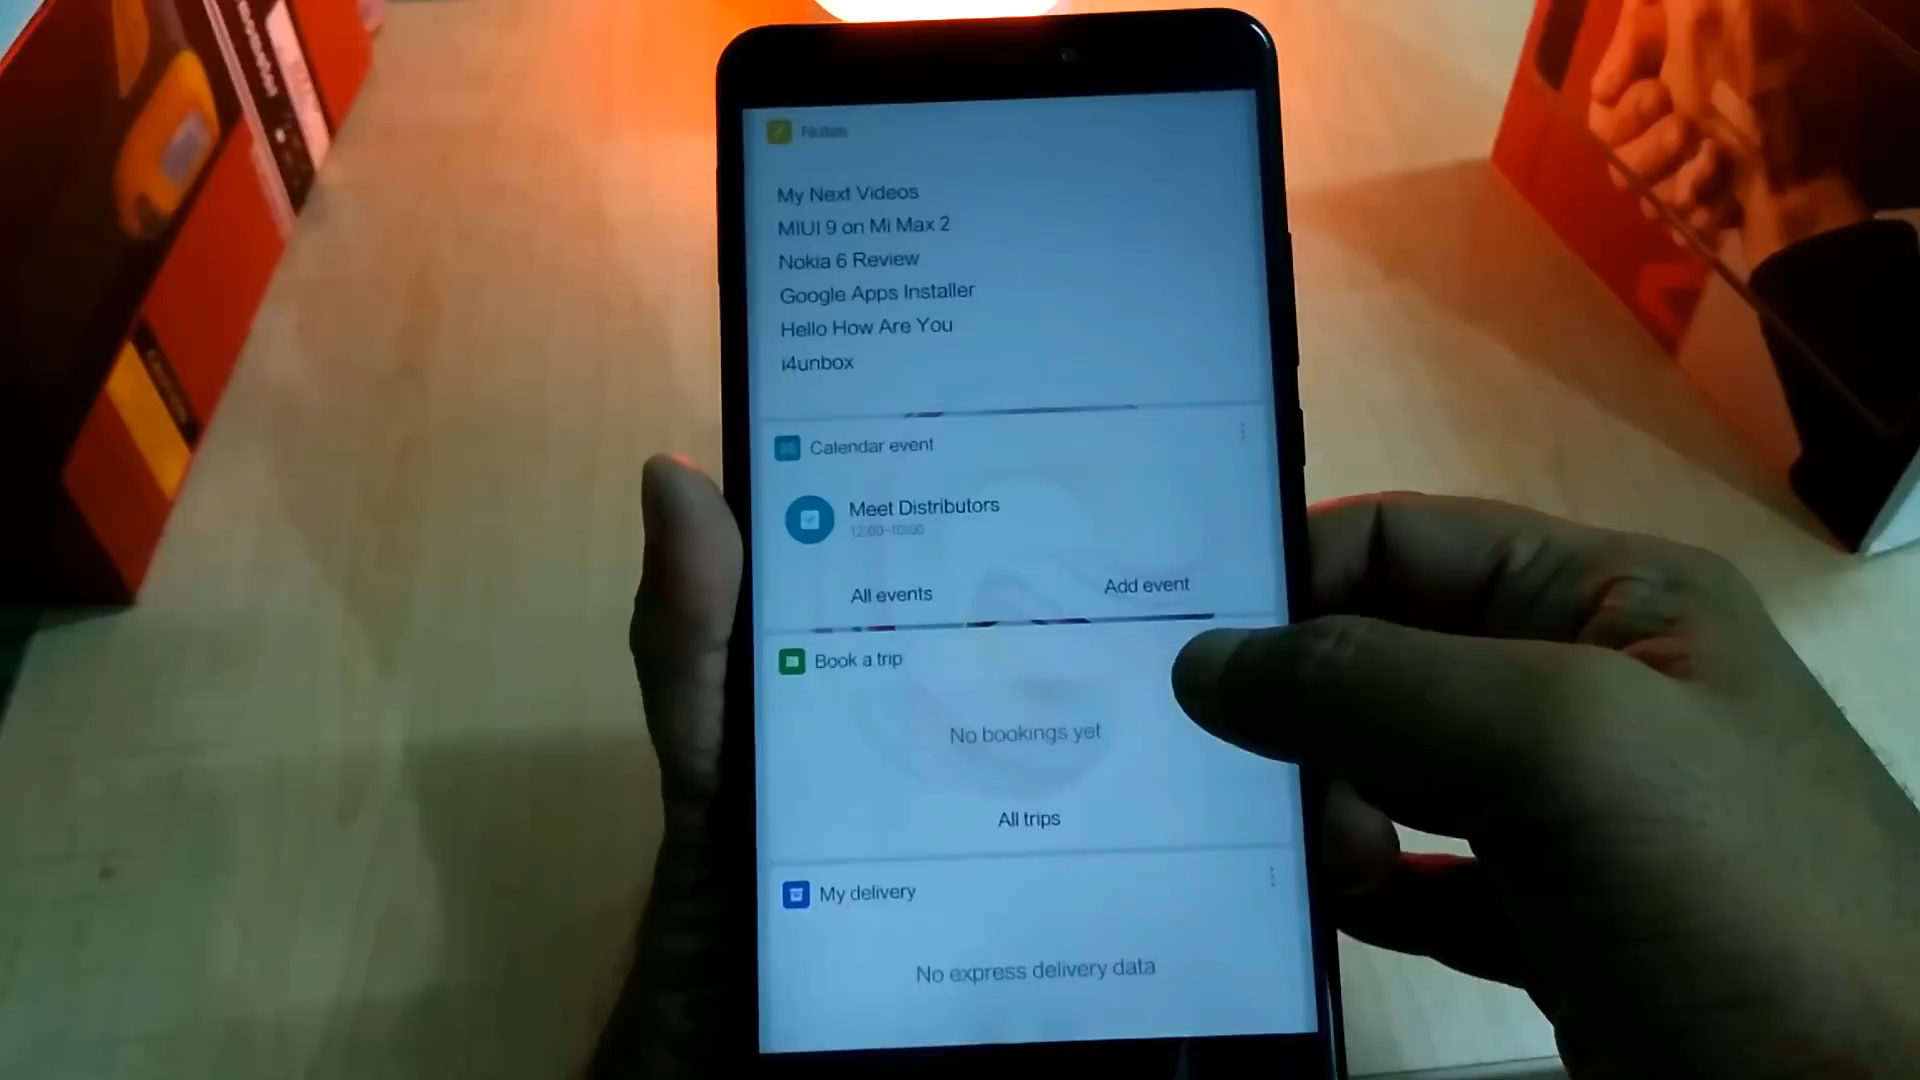 Notes
My Next Videos
MIUI 9 on Mi Max 2
Nokia 6 Review
Google Apps Installer
Hello How Are You
i4unbox
Calendar event
Meet Distributors
All events
Add event
Book a trip
No bookings yet
All trips
My delivery
No express delivery data